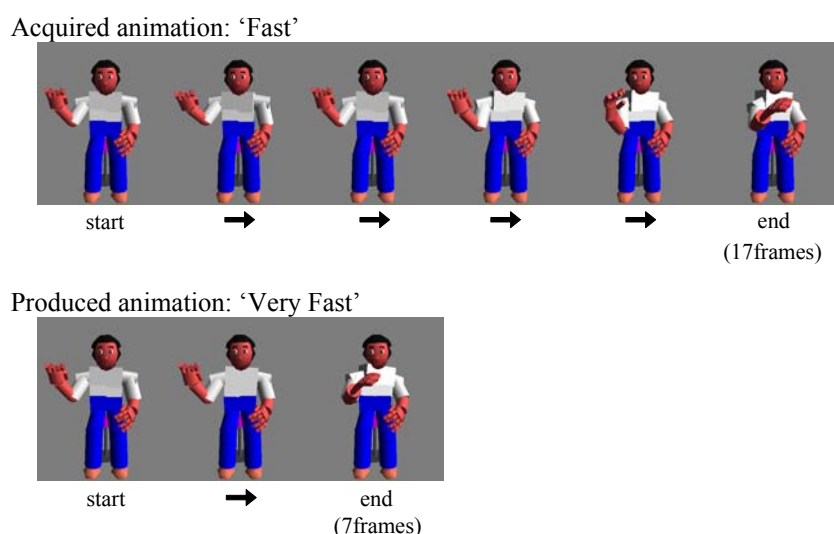 Acquired animation: ‘Fast’
start
end
(17frames)
Produced animation: ‘Very Fast’
start
end
(7frames)